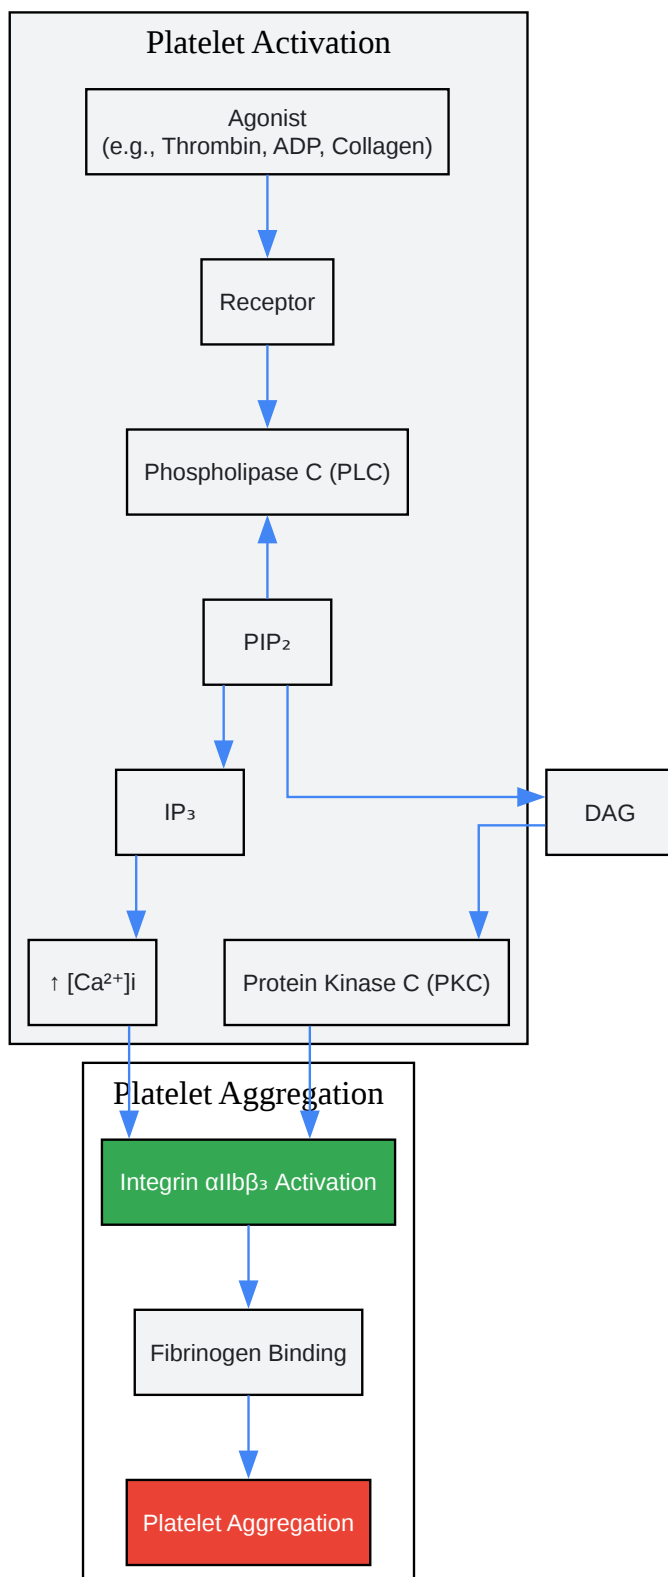 Platelet Activation
Agonist
(e.g., Thrombin, ADP, Collagen)
Receptor
Phospholipase C (PLC)
PIP₂
IP₃
DAG
↑ [Ca²⁺]i
Protein Kinase C (PKC)
Platelet Aggregation
Integrin αIIbβ₃ Activation
Fibrinogen Binding
Platelet Aggregation